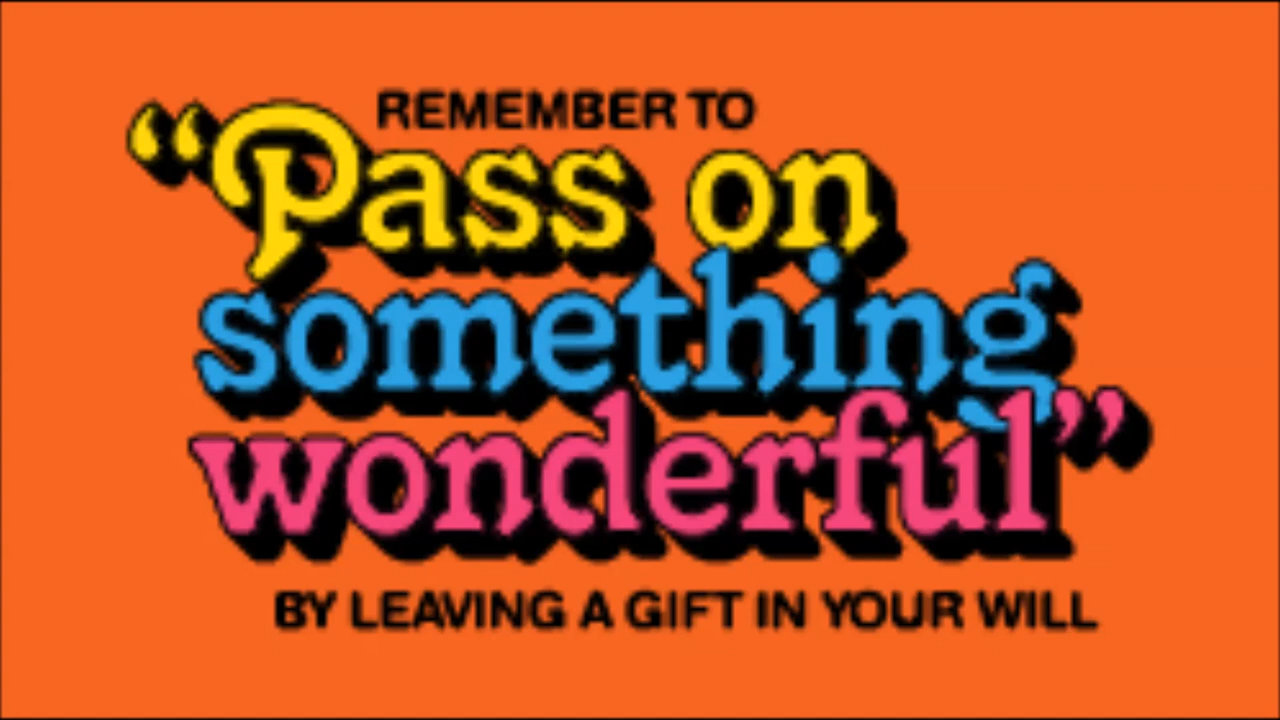 REMEMBER TO
“Pass on
something
wonderful”
BY LEAVING A GIFT IN YOUR WILL